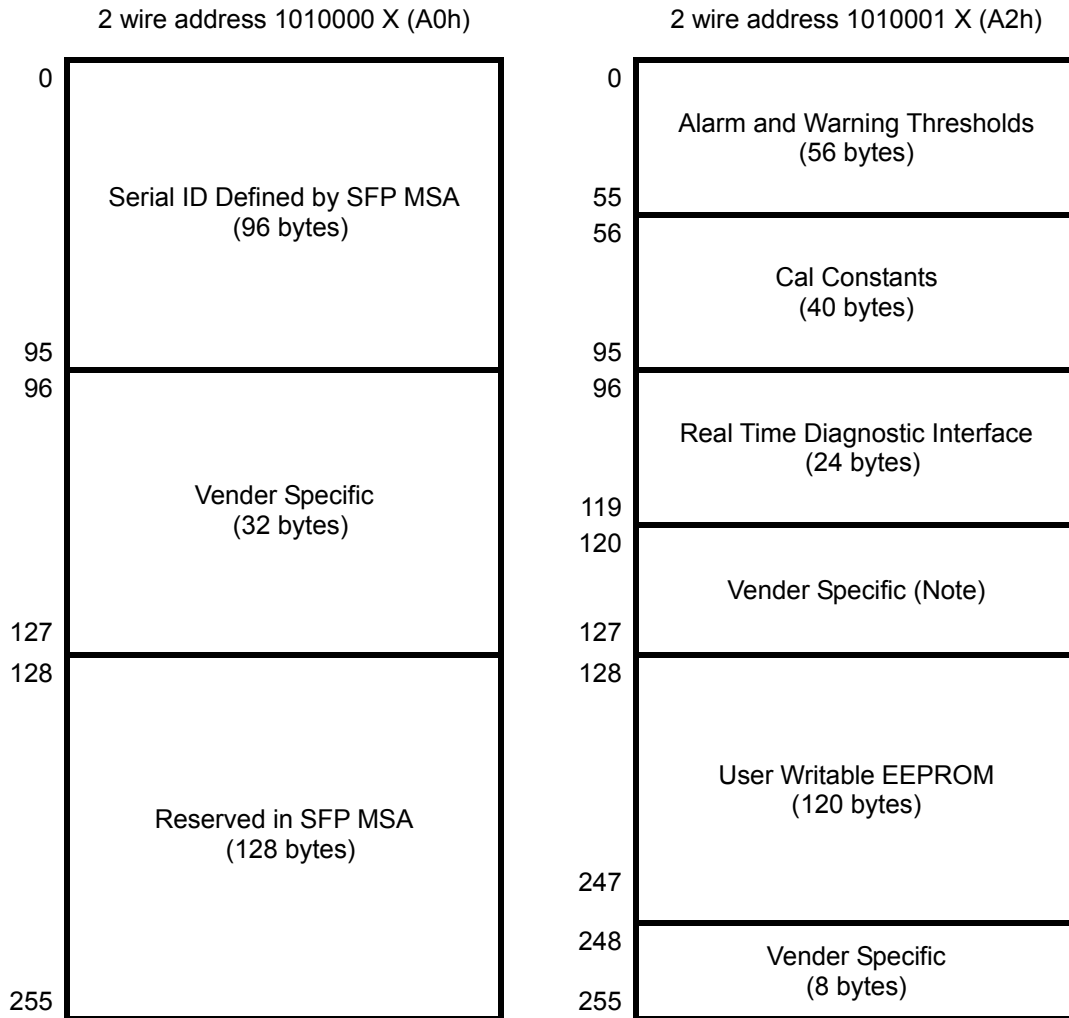 2 wire address 1010000 X (A0h)
0
Serial ID Defined by SFP MSA
(96 bytes)
95
96
Vender Specific
(32 bytes)
127
128
Reserved in SFP MSA
(128 bytes)
255
2 wire address 1010001 X (A2h)
0
Alarm and Warning Thresholds
(56 bytes)
55
56
Cal Constants
(40 bytes)
95
96
Real Time Diagnostic Interface
(24 bytes)
119
120
Vender Specific (Note)
127
128
User Writable EEPROM
(120 bytes)
247
248
Vender Specific
(8 bytes)
255